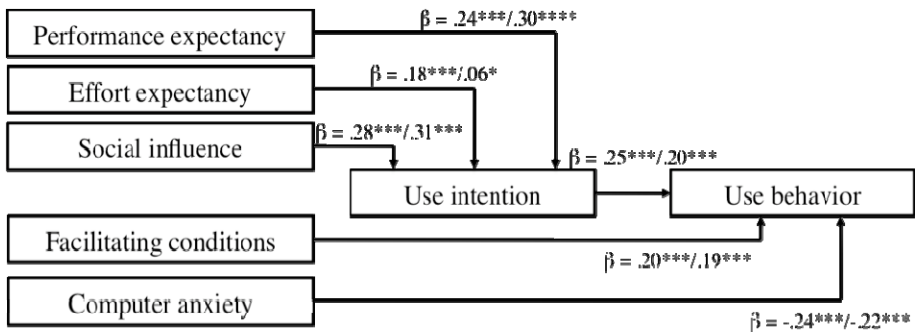 β = .24***/.30****
Performance expectancy
β = .18***/.06*
Effort expectancy
β = .28***/.31***
Social influence
β = .25***/.20***
Use intention
Use behavior
Facilitating conditions
β = .20***/.19***
Computer anxiety
β = -.24***/-.22***